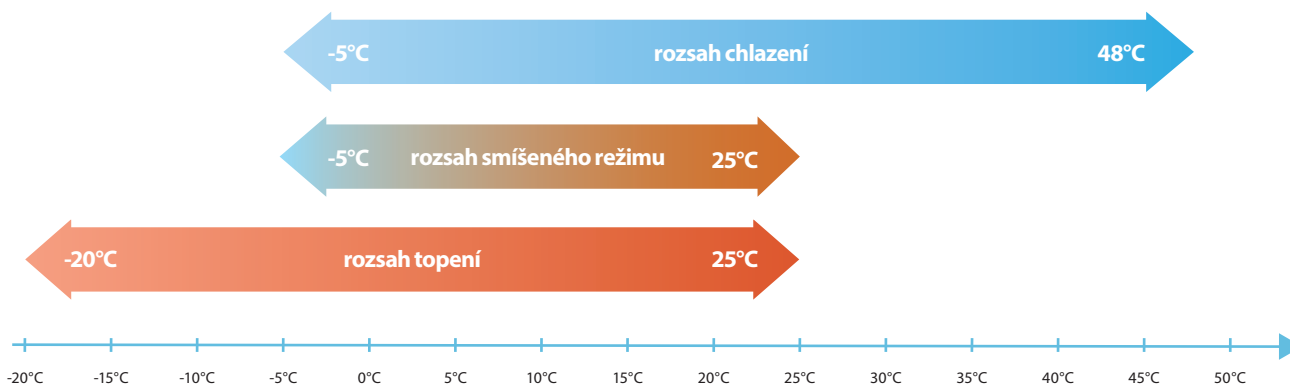 -5°C rozsah chlazení 48°C
-5°C rozsah smíšeného režimu 25°C
-20°C rozsah topení 25°C
-20°C -15°C -10°C -5°C 0°C 5°C 10°C 15°C 20°C 25°C 30°C 35°C 40°C 45°C 50°C